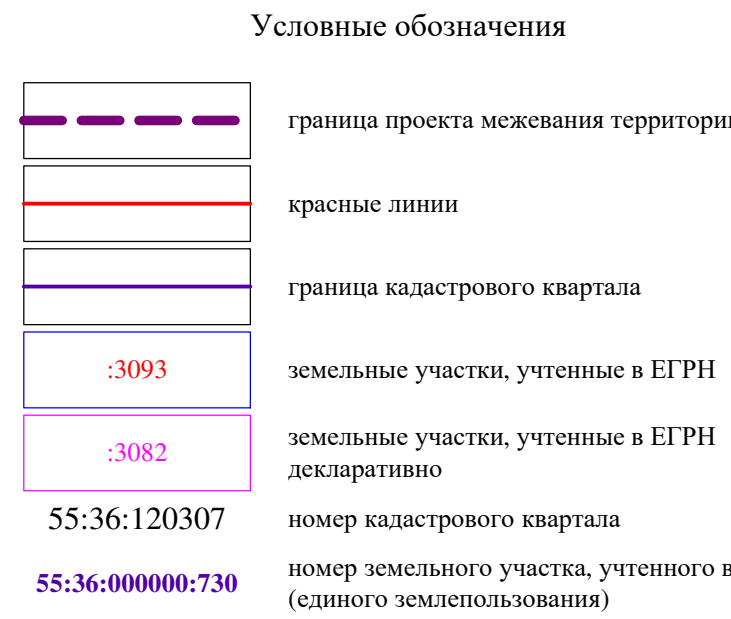 Условные обозначения
граница проекта межевания территори
красные линии
граница кадастрового квартала
:3093 земельные участки, учтенные в ЕГРН
:3082 земельные участки, учтенные в ЕГРН
декларативно
55:36:120307 номер кадастрового квартала
55:36:000000:730 номер земельного участка, учтенного в
(единого землепользования)